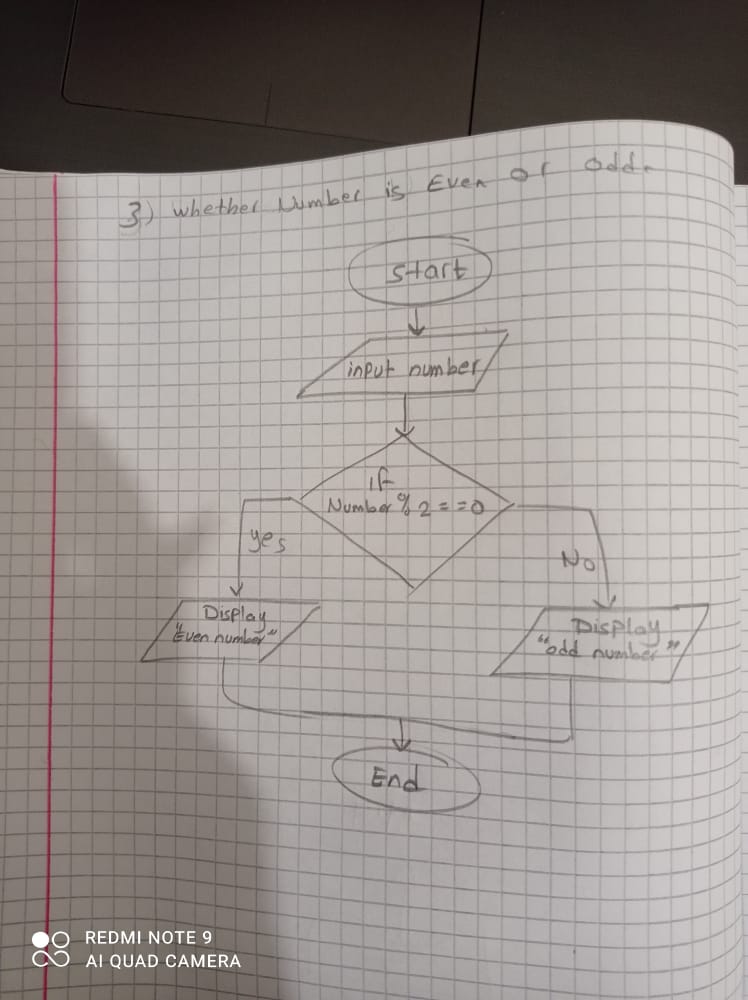 3) whether Number is Even or odd.
Start
input number
if
Number % 2 = = 0
yes
No
Display
"Even number"
Display
"odd number"
End
REDMI NOTE 9
AI QUAD CAMERA